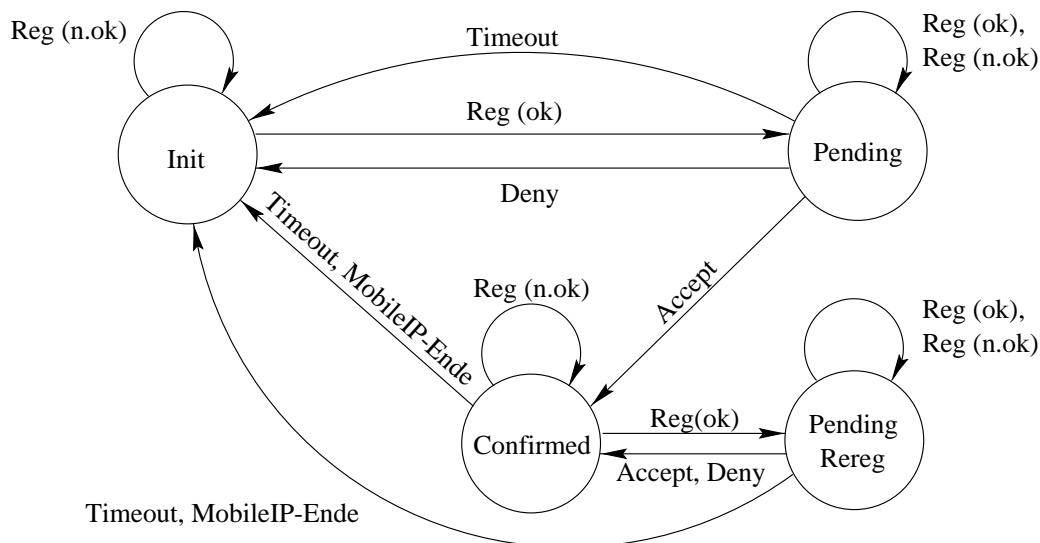 Reg (n.ok)
Timeout
Reg (ok),
Reg (n.ok)
Reg (ok)
Init
Pending
Deny
Timeout, MobileIP-Ende
Accept
Reg (n.ok)
Reg (ok),
Reg (n.ok)
Reg(ok)
Confirmed
Pending
Rereg
Accept, Deny
Timeout, MobileIP-Ende